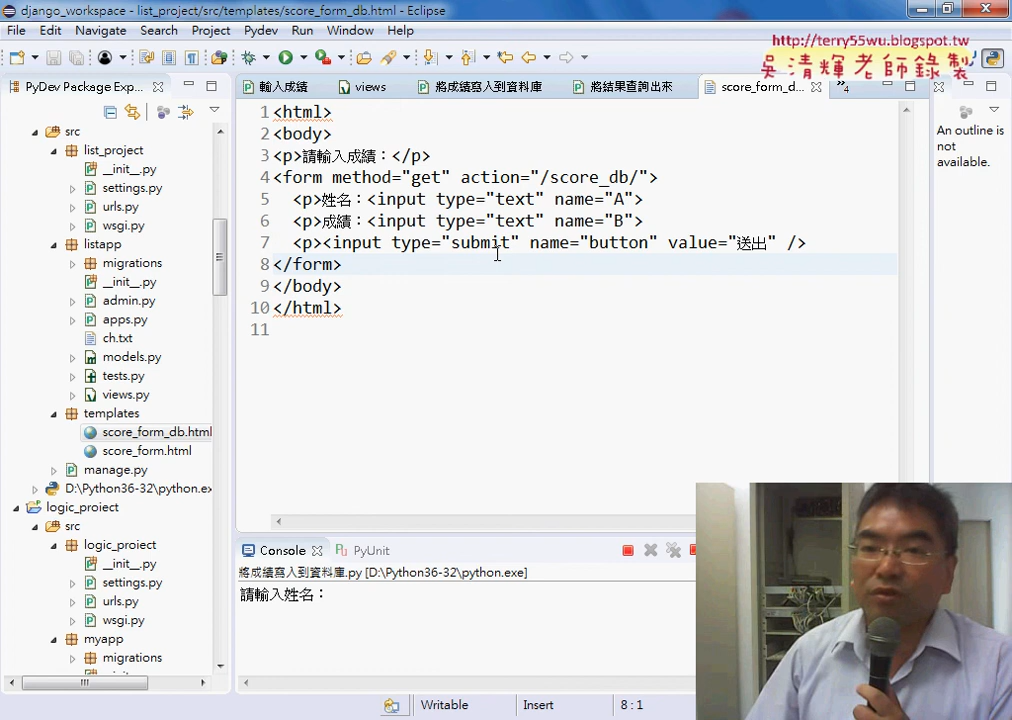 django_workspace - list_project/src/templates/score_form_db.html - Eclipse
File Edit Navigate Search Project Pydev Run Window Help
http://terry55wu.blogspot.tw
吳清輝老師錄製
PyDev Package Exp...
輸入成績
views
將成績寫入到資料庫
將結果查詢出來
score_form_d...
4
An outline is
not
available.
src
list_project
__init__.py
settings.py
urls.py
wsgi.py
listapp
migrations
__init__.py
admin.py
apps.py
ch.txt
models.py
tests.py
views.py
templates
score_form_db.html
score_form.html
manage.py
D:\Python36-32\python.ex
logic_project
src
logic_project
__init__.py
settings.py
urls.py
wsgi.py
myapp
migrations
1 <html>
2 <body>
3 <p>請輸入成績：</p>
4 <form method="get" action="/score_db/">
5 <p>姓名：<input type="text" name="A">
6 <p>成績：<input type="text" name="B">
7 <p><input type="submit" name="button" value="送出" />
8 </form>
9 </body>
10 </html>
11
Console
PyUnit
將成績寫入到資料庫.py [D:\Python36-32\python.exe]
請輸入姓名：
Writable
Insert
8 : 1